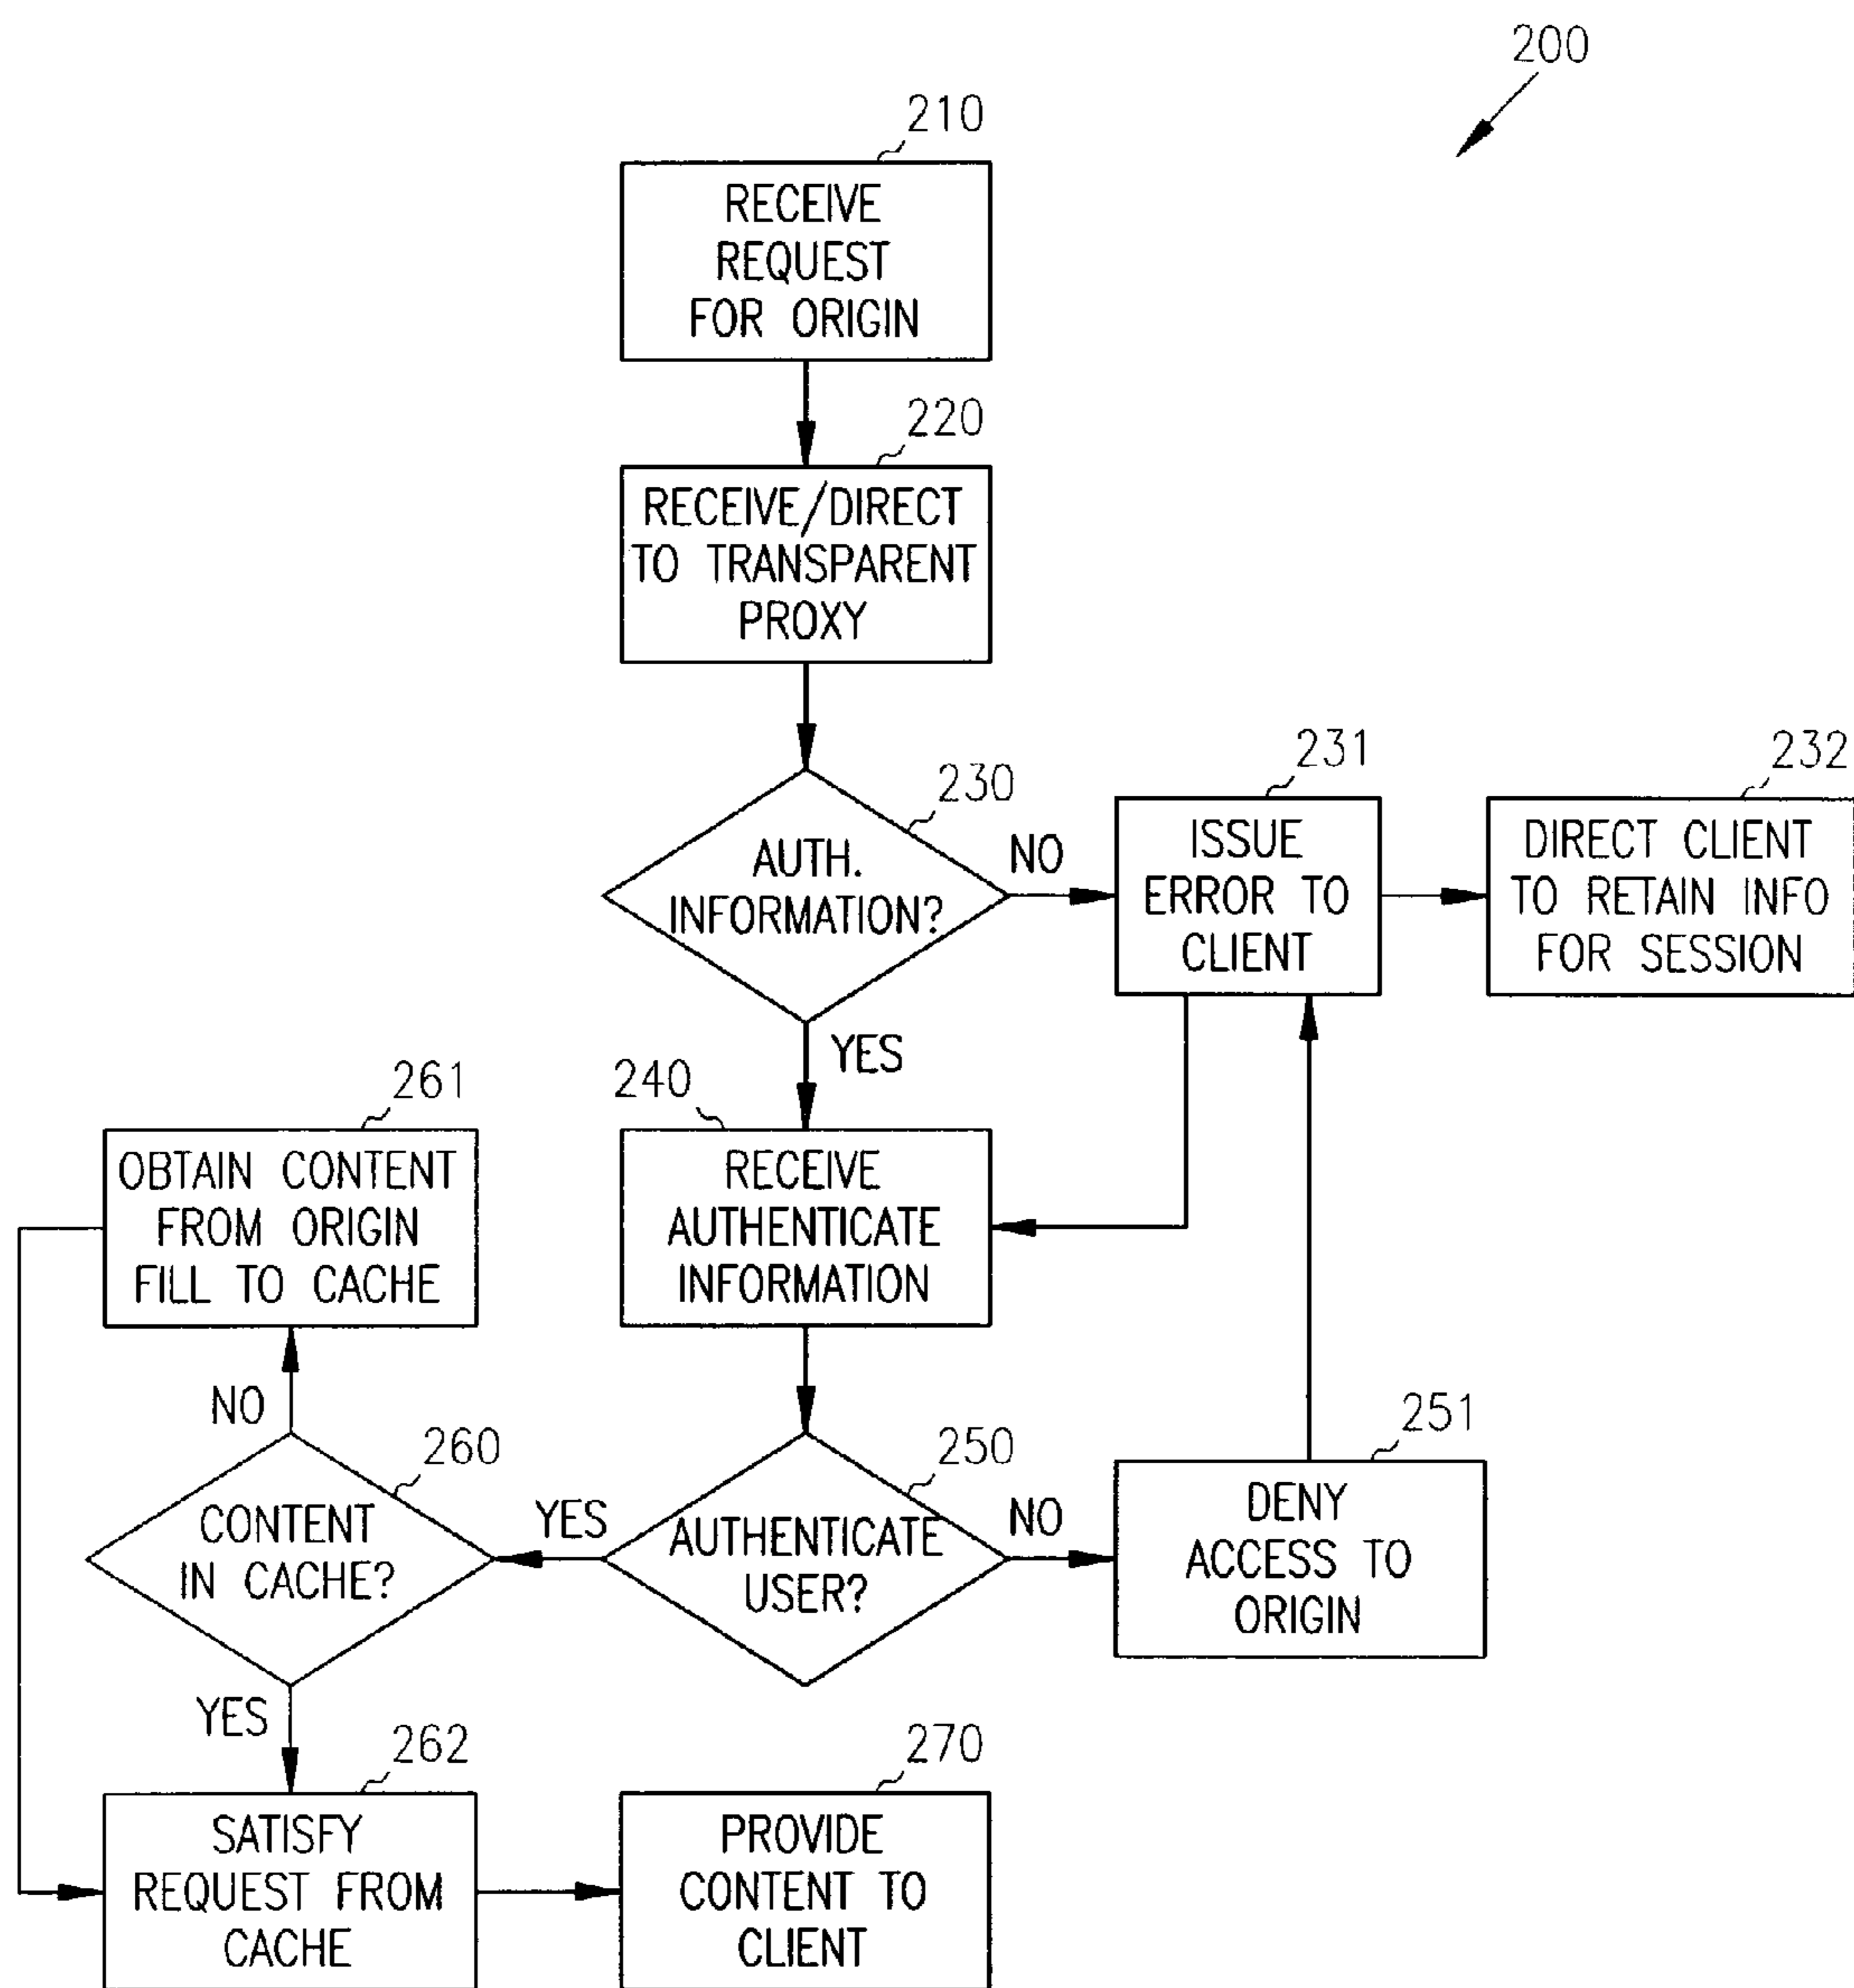 200
210
RECEIVE
REQUEST
FOR ORIGIN
220
RECEIVE/DIRECT
TO TRANSPARENT
PROXY
230
AUTH.
INFORMATION?
NO
231
ISSUE
ERROR TO
CLIENT
232
DIRECT CLIENT
TO RETAIN INFO
FOR SESSION
YES
240
RECEIVE
AUTHENTICATE
INFORMATION
261
OBTAIN CONTENT
FROM ORIGIN
FILL TO CACHE
NO
260
CONTENT
IN CACHE?
YES
250
AUTHENTICATE
USER?
NO
251
DENY
ACCESS TO
ORIGIN
YES
262
SATISFY
REQUEST FROM
CACHE
270
PROVIDE
CONTENT TO
CLIENT